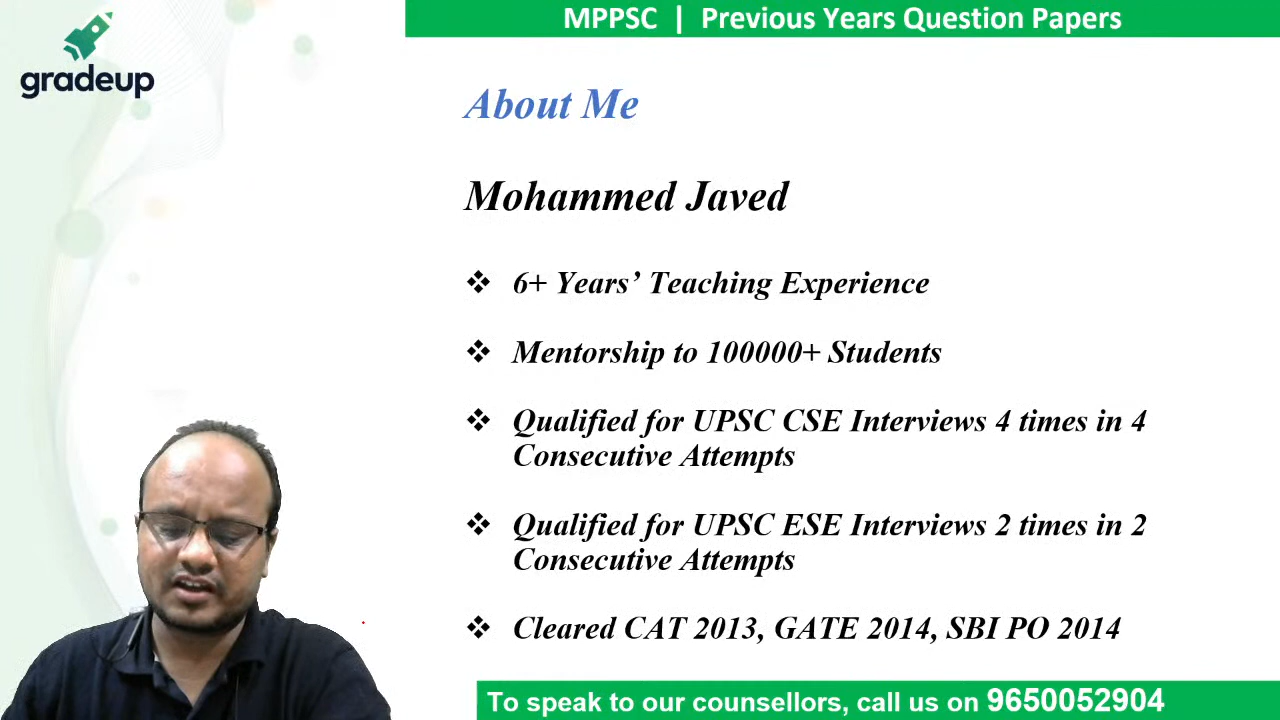 gradeup
MPPSC | Previous Years Question Papers
About Me
Mohammed Javed
❖ 6+ Years’ Teaching Experience
❖ Mentorship to 100000+ Students
❖ Qualified for UPSC CSE Interviews 4 times in 4
Consecutive Attempts
❖ Qualified for UPSC ESE Interviews 2 times in 2
Consecutive Attempts
❖ Cleared CAT 2013, GATE 2014, SBI PO 2014
To speak to our counsellors, call us on 9650052904